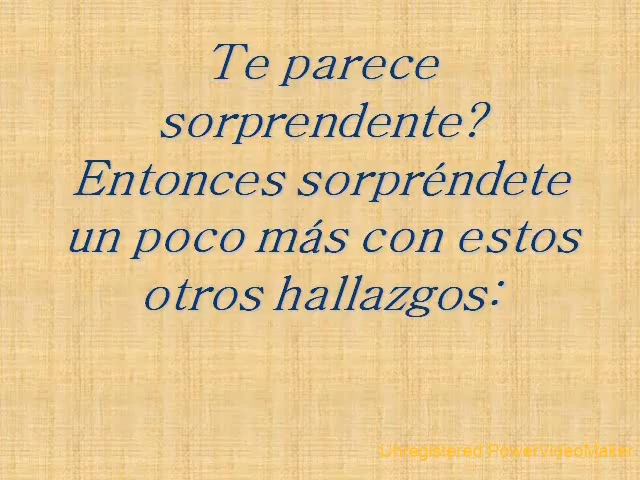 Te parece
sorprendente?
Entonces sorpréndete
un poco más con estos
otros hallazgos:
Unregistered PowerVideoMaker